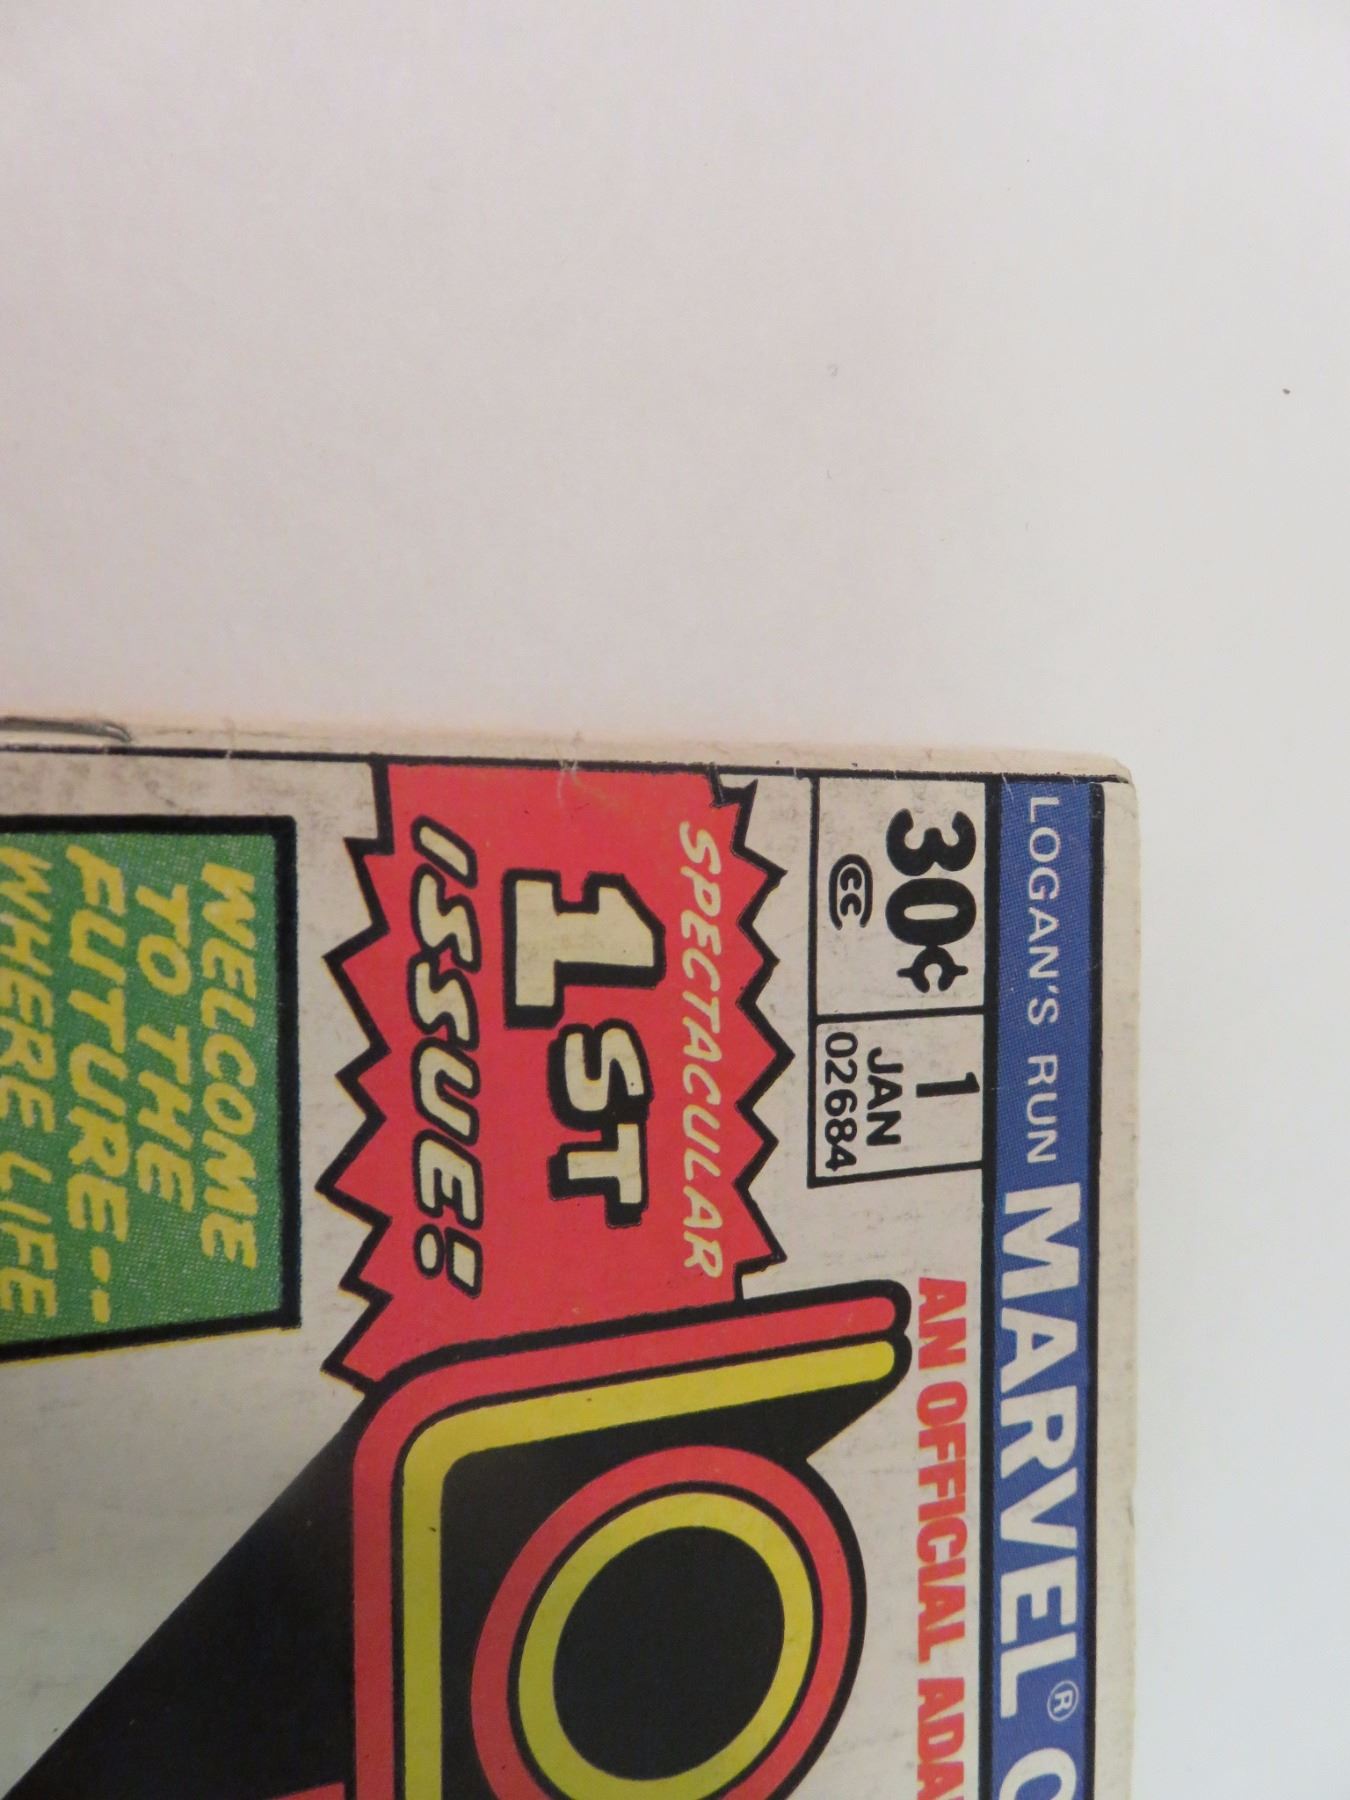 LOGAN'S RUN MARVEL®
30¢
CC
1
JAN
02684
AN OFFICIAL
SPECTACULAR
1ST
ISSUE!
WELCOME
TO THE
FUTURE--
WHERE LIFE